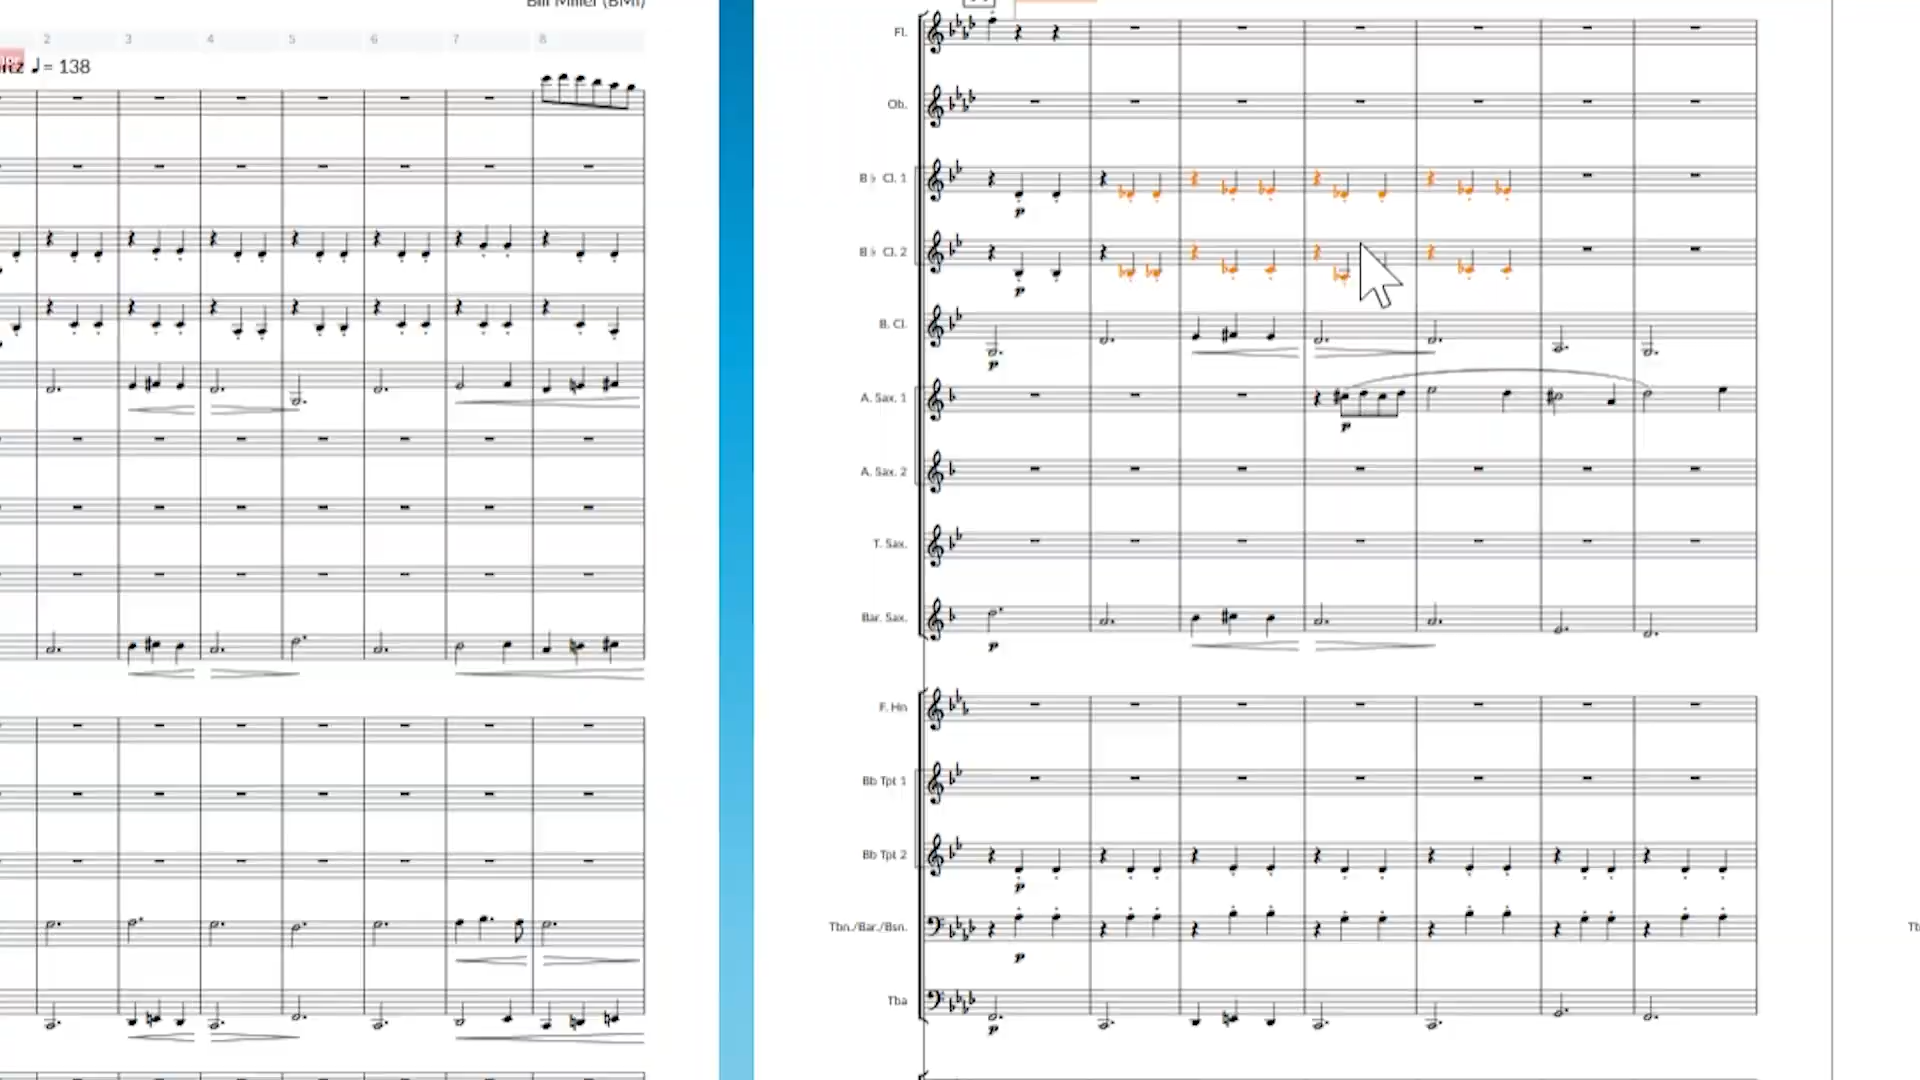 Bill Miller (BMI)
2 3 4 5 6 7 8
= 138
Fl.
Ob.
B♭ Cl. 1
p
B♭ Cl. 2
p
B. Cl.
p
A. Sax. 1
p
A. Sax. 2
T. Sax.
Bar. Sax.
p
F. Hn
Bb Tpt 1
Bb Tpt 2
p
Tbn./Bar./Bsn.
p
Tba
p